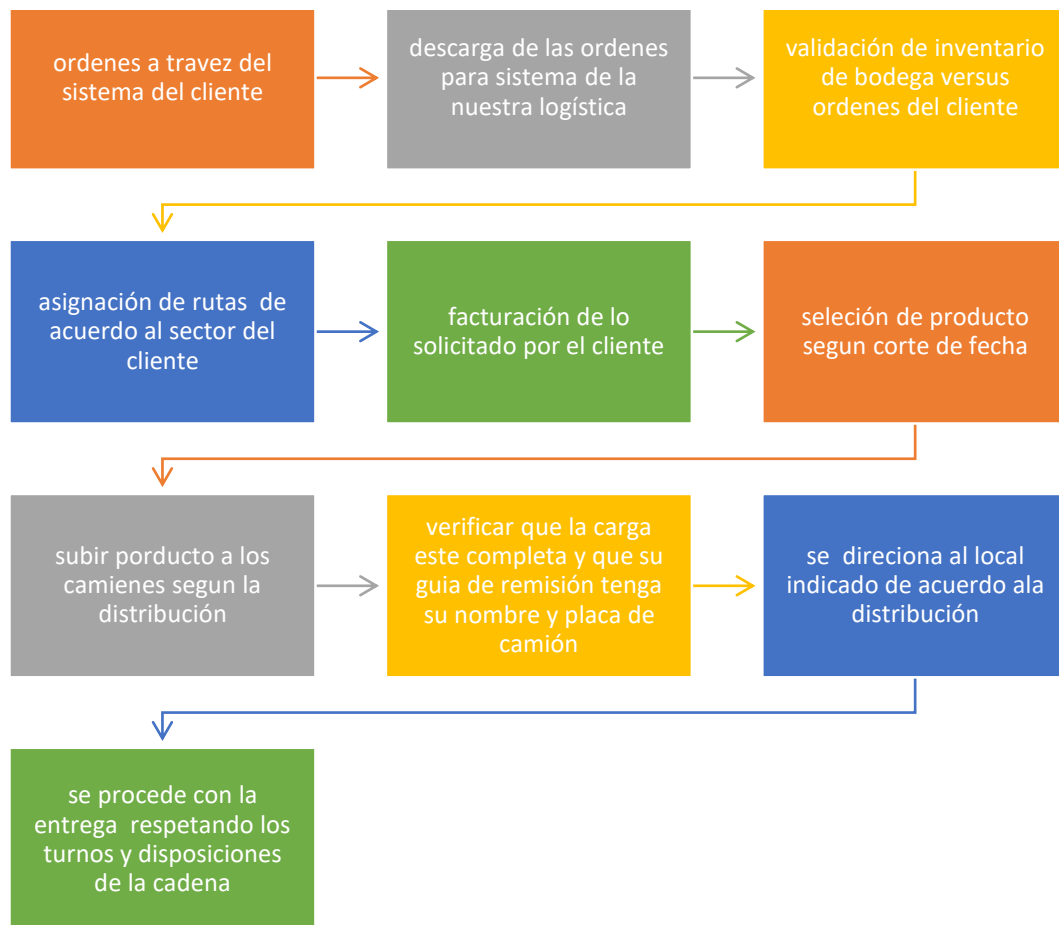 ordenes a travez del
sistema del cliente
descarga de las ordenes
para sistema de la
nuestra logística
validación de inventario
de bodega versus
ordenes del cliente
asignación de rutas de
acuerdo al sector del
cliente
facturación de lo
solicitado por el cliente
seleción de producto
segun corte de fecha
subir porducto a los
camienes segun la
distribución
verificar que la carga
este completa y que su
guia de remisión tenga
su nombre y placa de
camión
se direciona al local
indicado de acuerdo ala
distribución
se procede con la
entrega respetando los
turnos y disposiciones
de la cadena